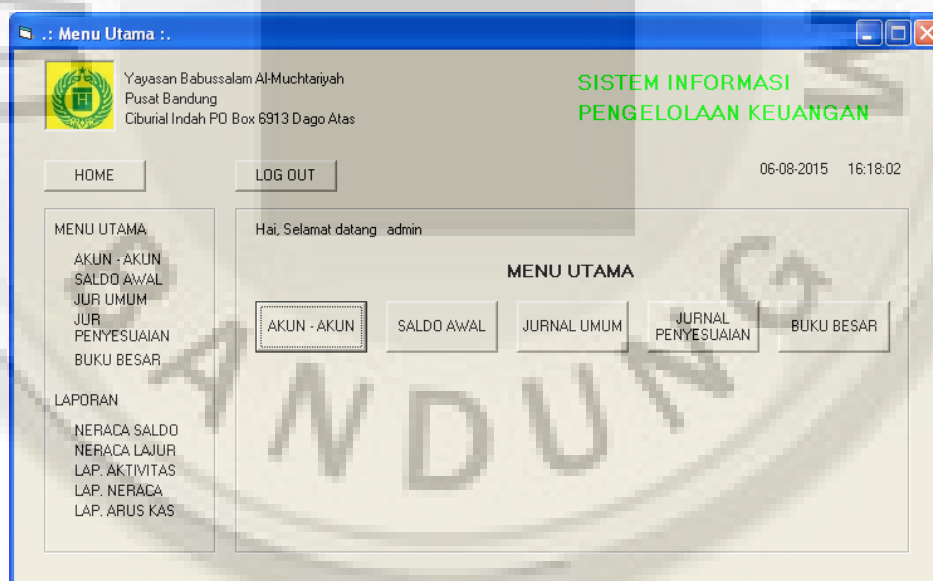 .: Menu Utama :.
Yayasan Babussalam Al-Muchtariyah
Pusat Bandung
Ciburial Indah PO Box 6913 Dago Atas
SISTEM INFORMASI
PENGELOLAAN KEUANGAN
HOME
LOG OUT
06-08-2015 16:18:02
MENU UTAMA
AKUN - AKUN
SALDO AWAL
JUR UMUM
JUR
PENYESUAIAN
BUKU BESAR
LAPORAN
NERACA SALDO
NERACA LAJUR
LAP. AKTIVITAS
LAP. NERACA
LAP. ARUS KAS
Hai, Selamat datang admin
MENU UTAMA
AKUN - AKUN
SALDO AWAL
JURNAL UMUM
JURNAL
PENYESUAIAN
BUKU BESAR
BANDUNG